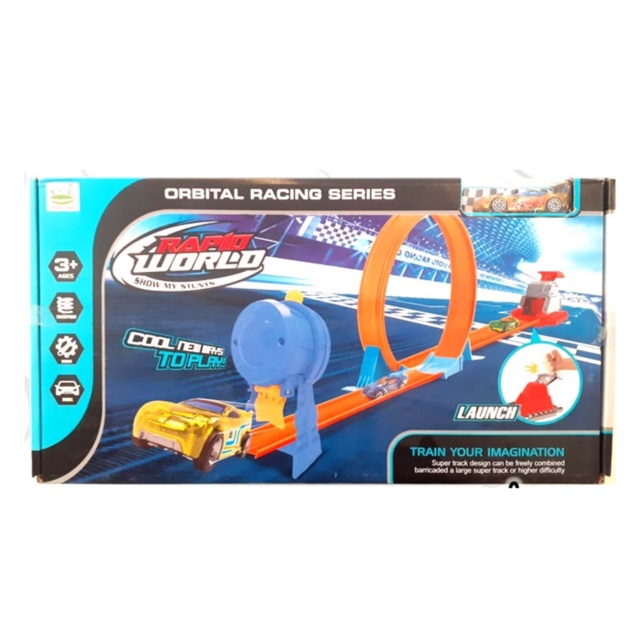 ORBITAL RACING SERIES
RAPID
WORLD
SHOW MY STUNTS
3+
AGES
COOL NEW WAYS
TO PLAY!
LAUNCH
TRAIN YOUR IMAGINATION
Super track design can be freely combined
barricaded a large super track or higher difficulty